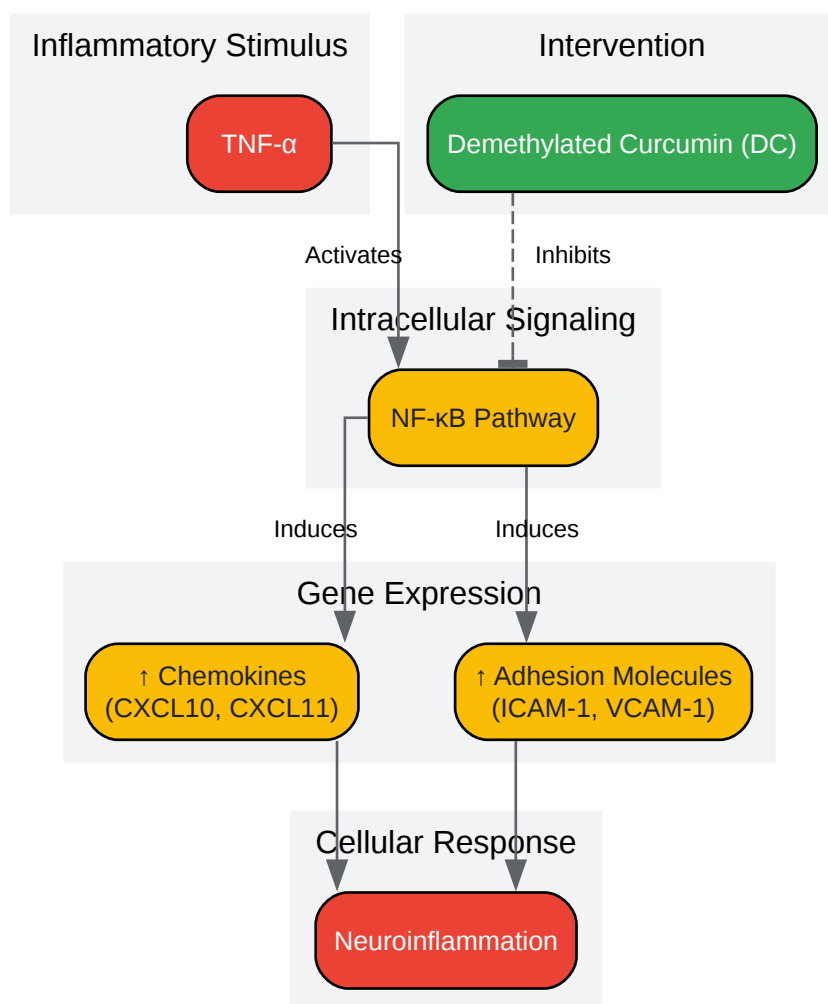 Inflammatory Stimulus
Intervention
TNF-α
Demethylated Curcumin (DC)
Activates
Inhibits
Intracellular Signaling
NF-κB Pathway
Induces
Induces
Gene Expression
↑ Chemokines
(CXCL10, CXCL11)
↑ Adhesion Molecules
(ICAM-1, VCAM-1)
Cellular Response
Neuroinflammation